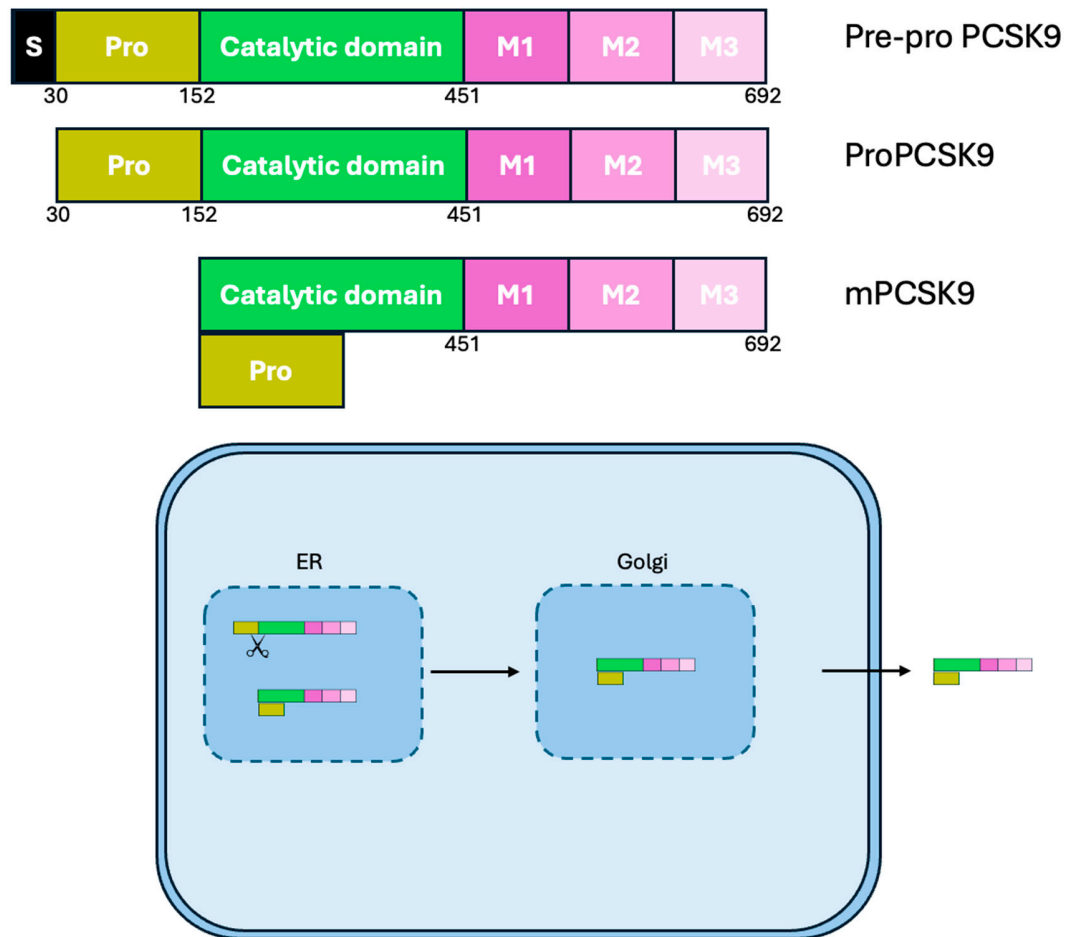 S Pro Catalytic domain M1 M2 M3 Pre-pro PCSK9
30 152 451 692
Pro Catalytic domain M1 M2 M3 ProPCSK9
30 152 451 692
Catalytic domain M1 M2 M3 mPCSK9
451 692
Pro
ER Golgi